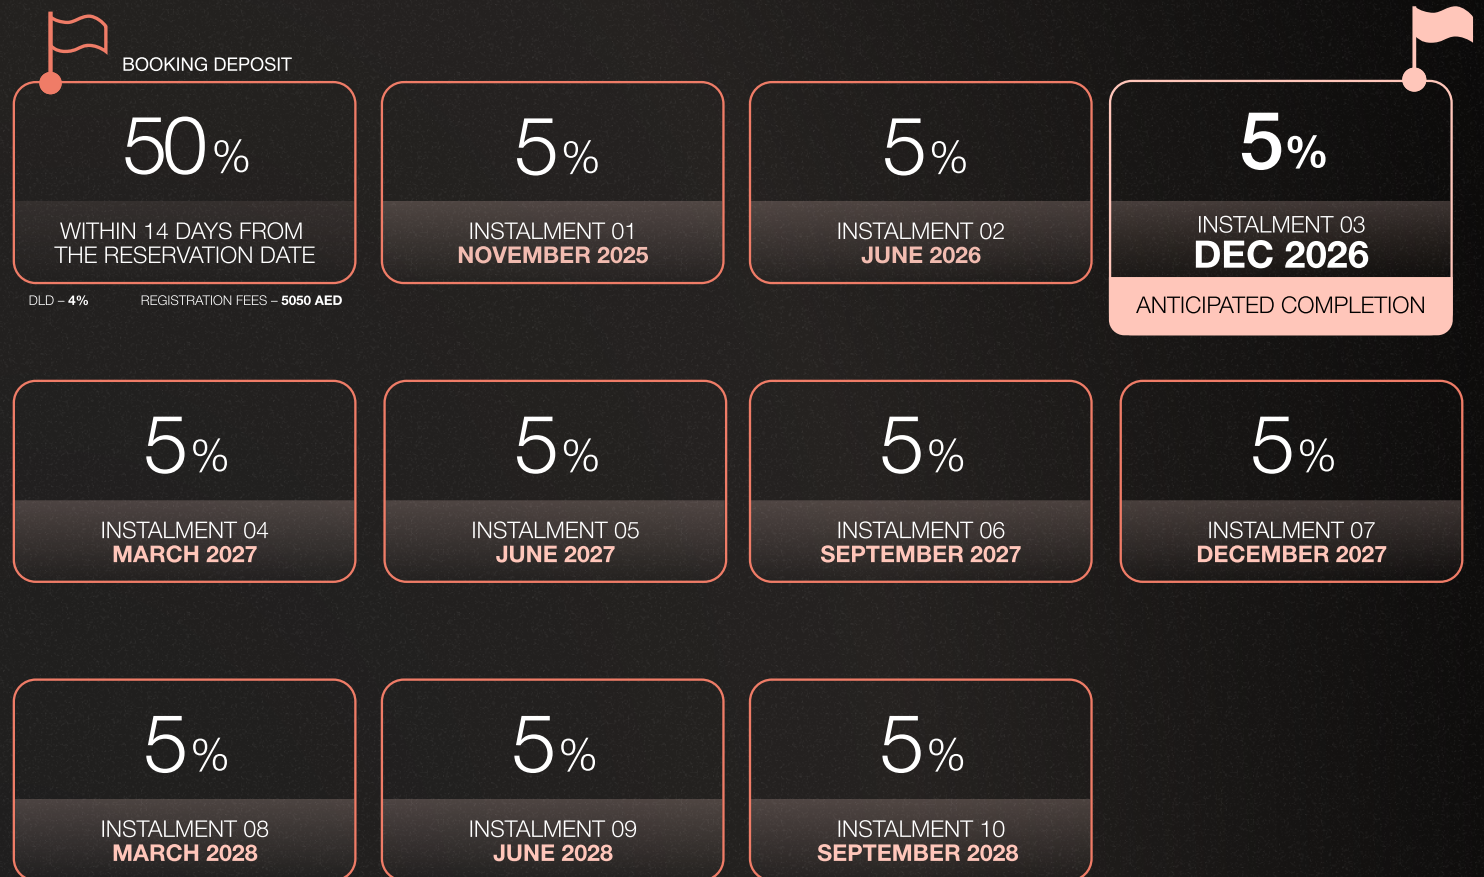 BOOKING DEPOSIT
50%
WITHIN 14 DAYS FROM
THE RESERVATION DATE
DLD – 4%
REGISTRATION FEES – 5050 AED
5%
INSTALMENT 01
NOVEMBER 2025
5%
INSTALMENT 02
JUNE 2026
5%
INSTALMENT 03
DEC 2026
ANTICIPATED COMPLETION
5%
INSTALMENT 04
MARCH 2027
5%
INSTALMENT 05
JUNE 2027
5%
INSTALMENT 06
SEPTEMBER 2027
5%
INSTALMENT 07
DECEMBER 2027
5%
INSTALMENT 08
MARCH 2028
5%
INSTALMENT 09
JUNE 2028
5%
INSTALMENT 10
SEPTEMBER 2028